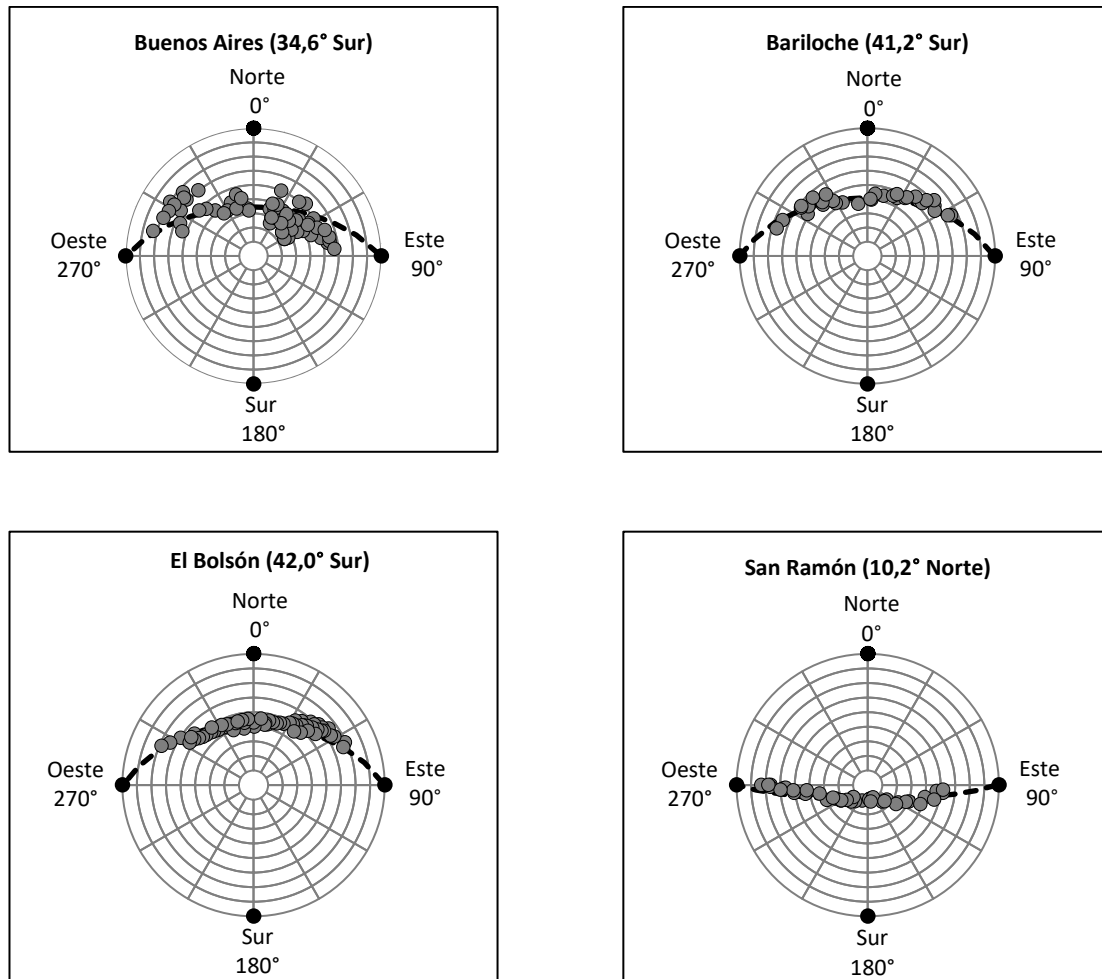 Buenos Aires (34,6° Sur)
Norte
0°
Oeste
270°
Este
90°
Sur
180°
Bariloche (41,2° Sur)
Norte
0°
Oeste
270°
Este
90°
Sur
180°
El Bolsón (42,0° Sur)
Norte
0°
Oeste
270°
Este
90°
Sur
180°
San Ramón (10,2° Norte)
Norte
0°
Oeste
270°
Este
90°
Sur
180°